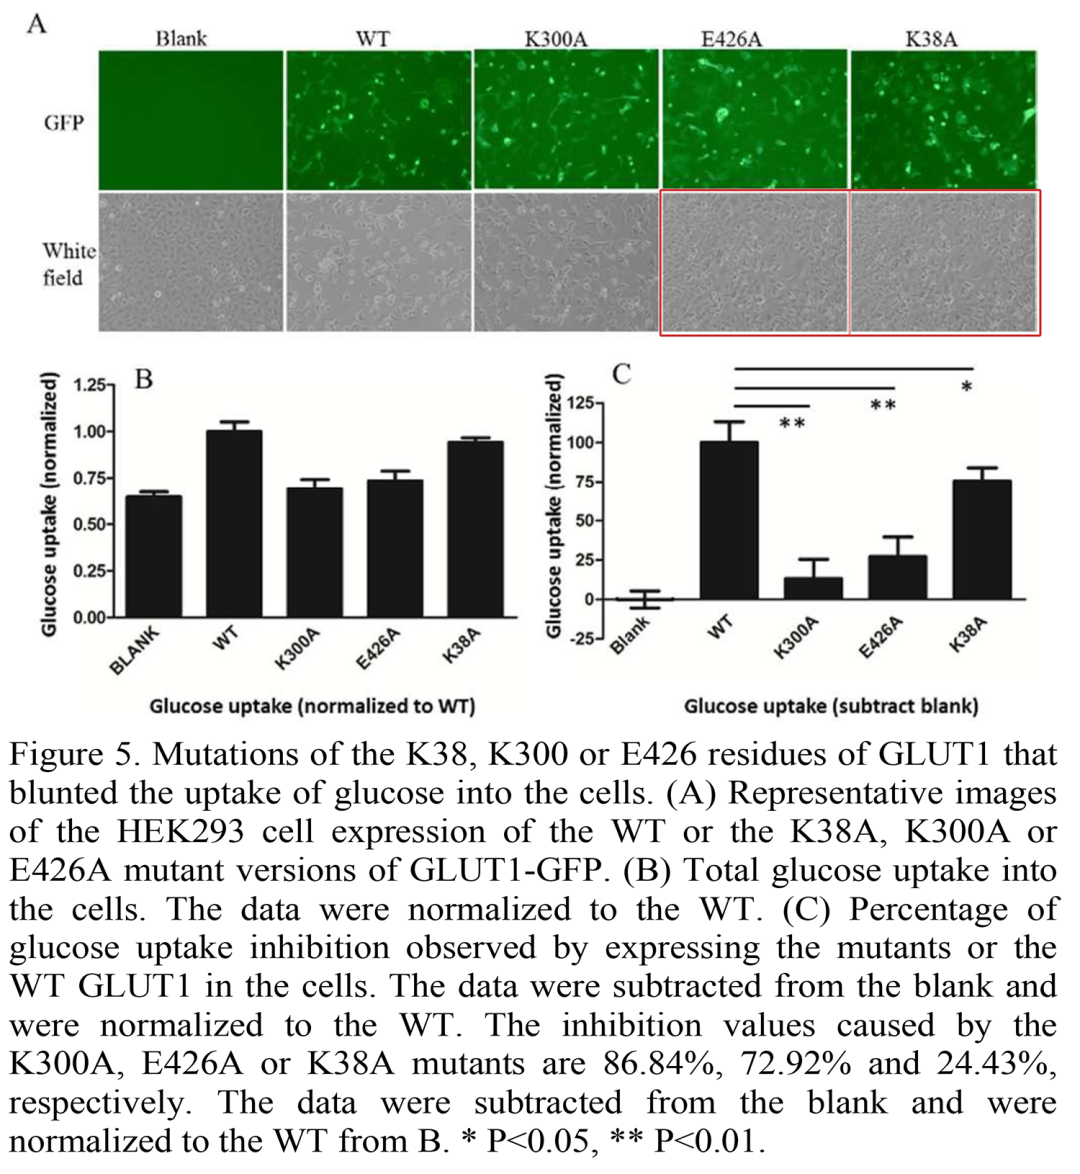 A
Blank WT K300A E426A K38A
GFP
White
field
B
Glucose uptake (normalized)
1.25
1.00
0.75
0.50
0.25
0.00
BLANK WT K300A E426A K38A
Glucose uptake (normalized to WT)
C
Glucose uptake (normalized)
125
100
75
50
25
0
-25
** ** *
Blank WT K300A E426A K38A
Glucose uptake (subtract blank)
Figure 5. Mutations of the K38, K300 or E426 residues of GLUT1 that
blunted the uptake of glucose into the cells. (A) Representative images
of the HEK293 cell expression of the WT or the K38A, K300A or
E426A mutant versions of GLUT1-GFP. (B) Total glucose uptake into
the cells. The data were normalized to the WT. (C) Percentage of
glucose uptake inhibition observed by expressing the mutants or the
WT GLUT1 in the cells. The data were subtracted from the blank and
were normalized to the WT. The inhibition values caused by the
K300A, E426A or K38A mutants are 86.84%, 72.92% and 24.43%,
respectively. The data were subtracted from the blank and were
normalized to the WT from B. * P<0.05, ** P<0.01.